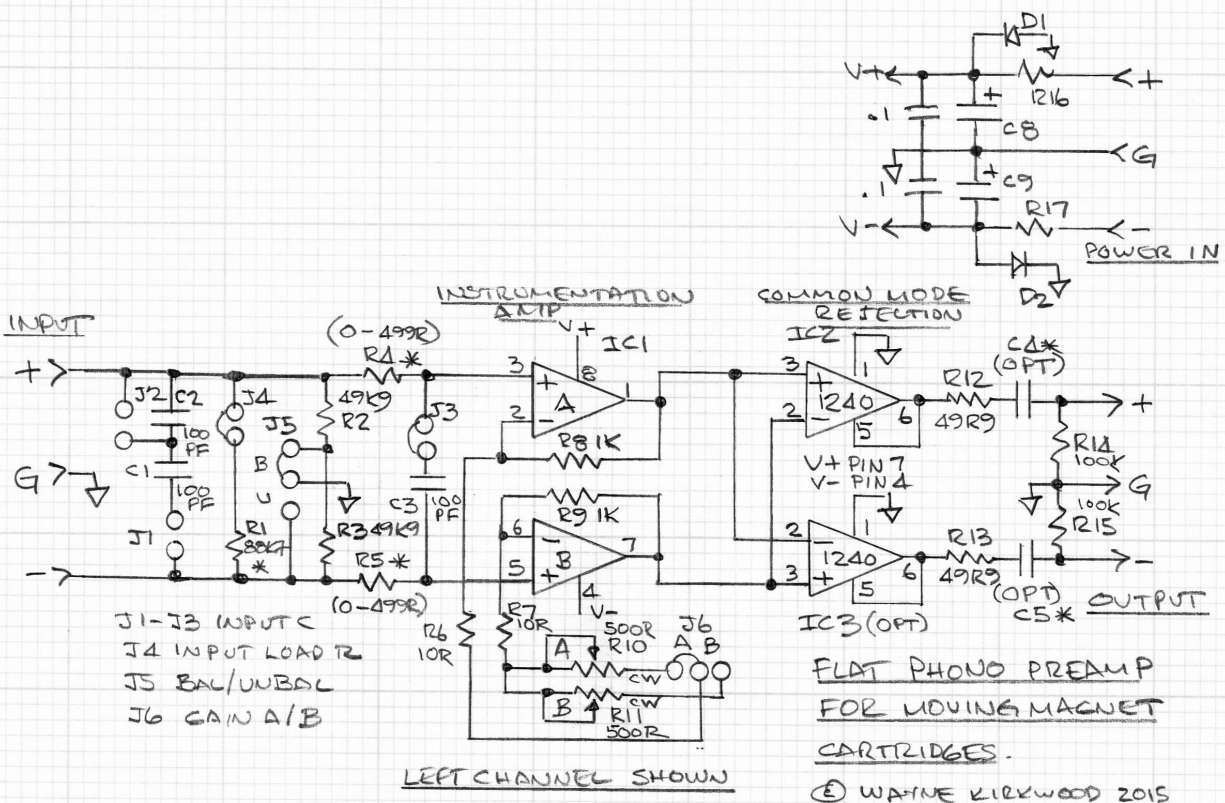 D1
V+
+
R16
.1
+
C8
G
+
C9
.1
R17
V-
-
POWER IN
D2
INSTRUMENTATION
AMP
COMMON MODE
REJECTION
INPUT
(0-499R)
V+
IC1
IC2
C4*
(OPT)
+
R4*
3
+
8
1
A
2
-
3
+
1
1240
2
-
6
5
R12
49R9
+
J2
C2
100
PF
J4
49K9
R2
J5
J3
R8 1K
V+ PIN 7
V- PIN 4
R14
100K
G
C1
100
PF
B
U
C3
100
PF
R9 1K
G
100K
R15
J1
R1
88K7
*
R3 49K9
R5*
(0-499R)
6
-
B
7
5
+
4
V-
2
-
1
1240
3
+
6
5
R13
49R9
(OPT)
C5*
-
-
OUTPUT
IC3 (OPT)
J1-J3 INPUT C
J4 INPUT LOAD R
J5 BAL/UNBAL
J6 GAIN A/B
R6
10R
R7
10R
500R
R10
A
CW
J6
A B
B
CW
R11
500R
FLAT PHONO PREAMP
FOR MOVING MAGNET
CARTRIDGES.
LEFT CHANNEL SHOWN
© WAYNE KIRKWOOD 2015